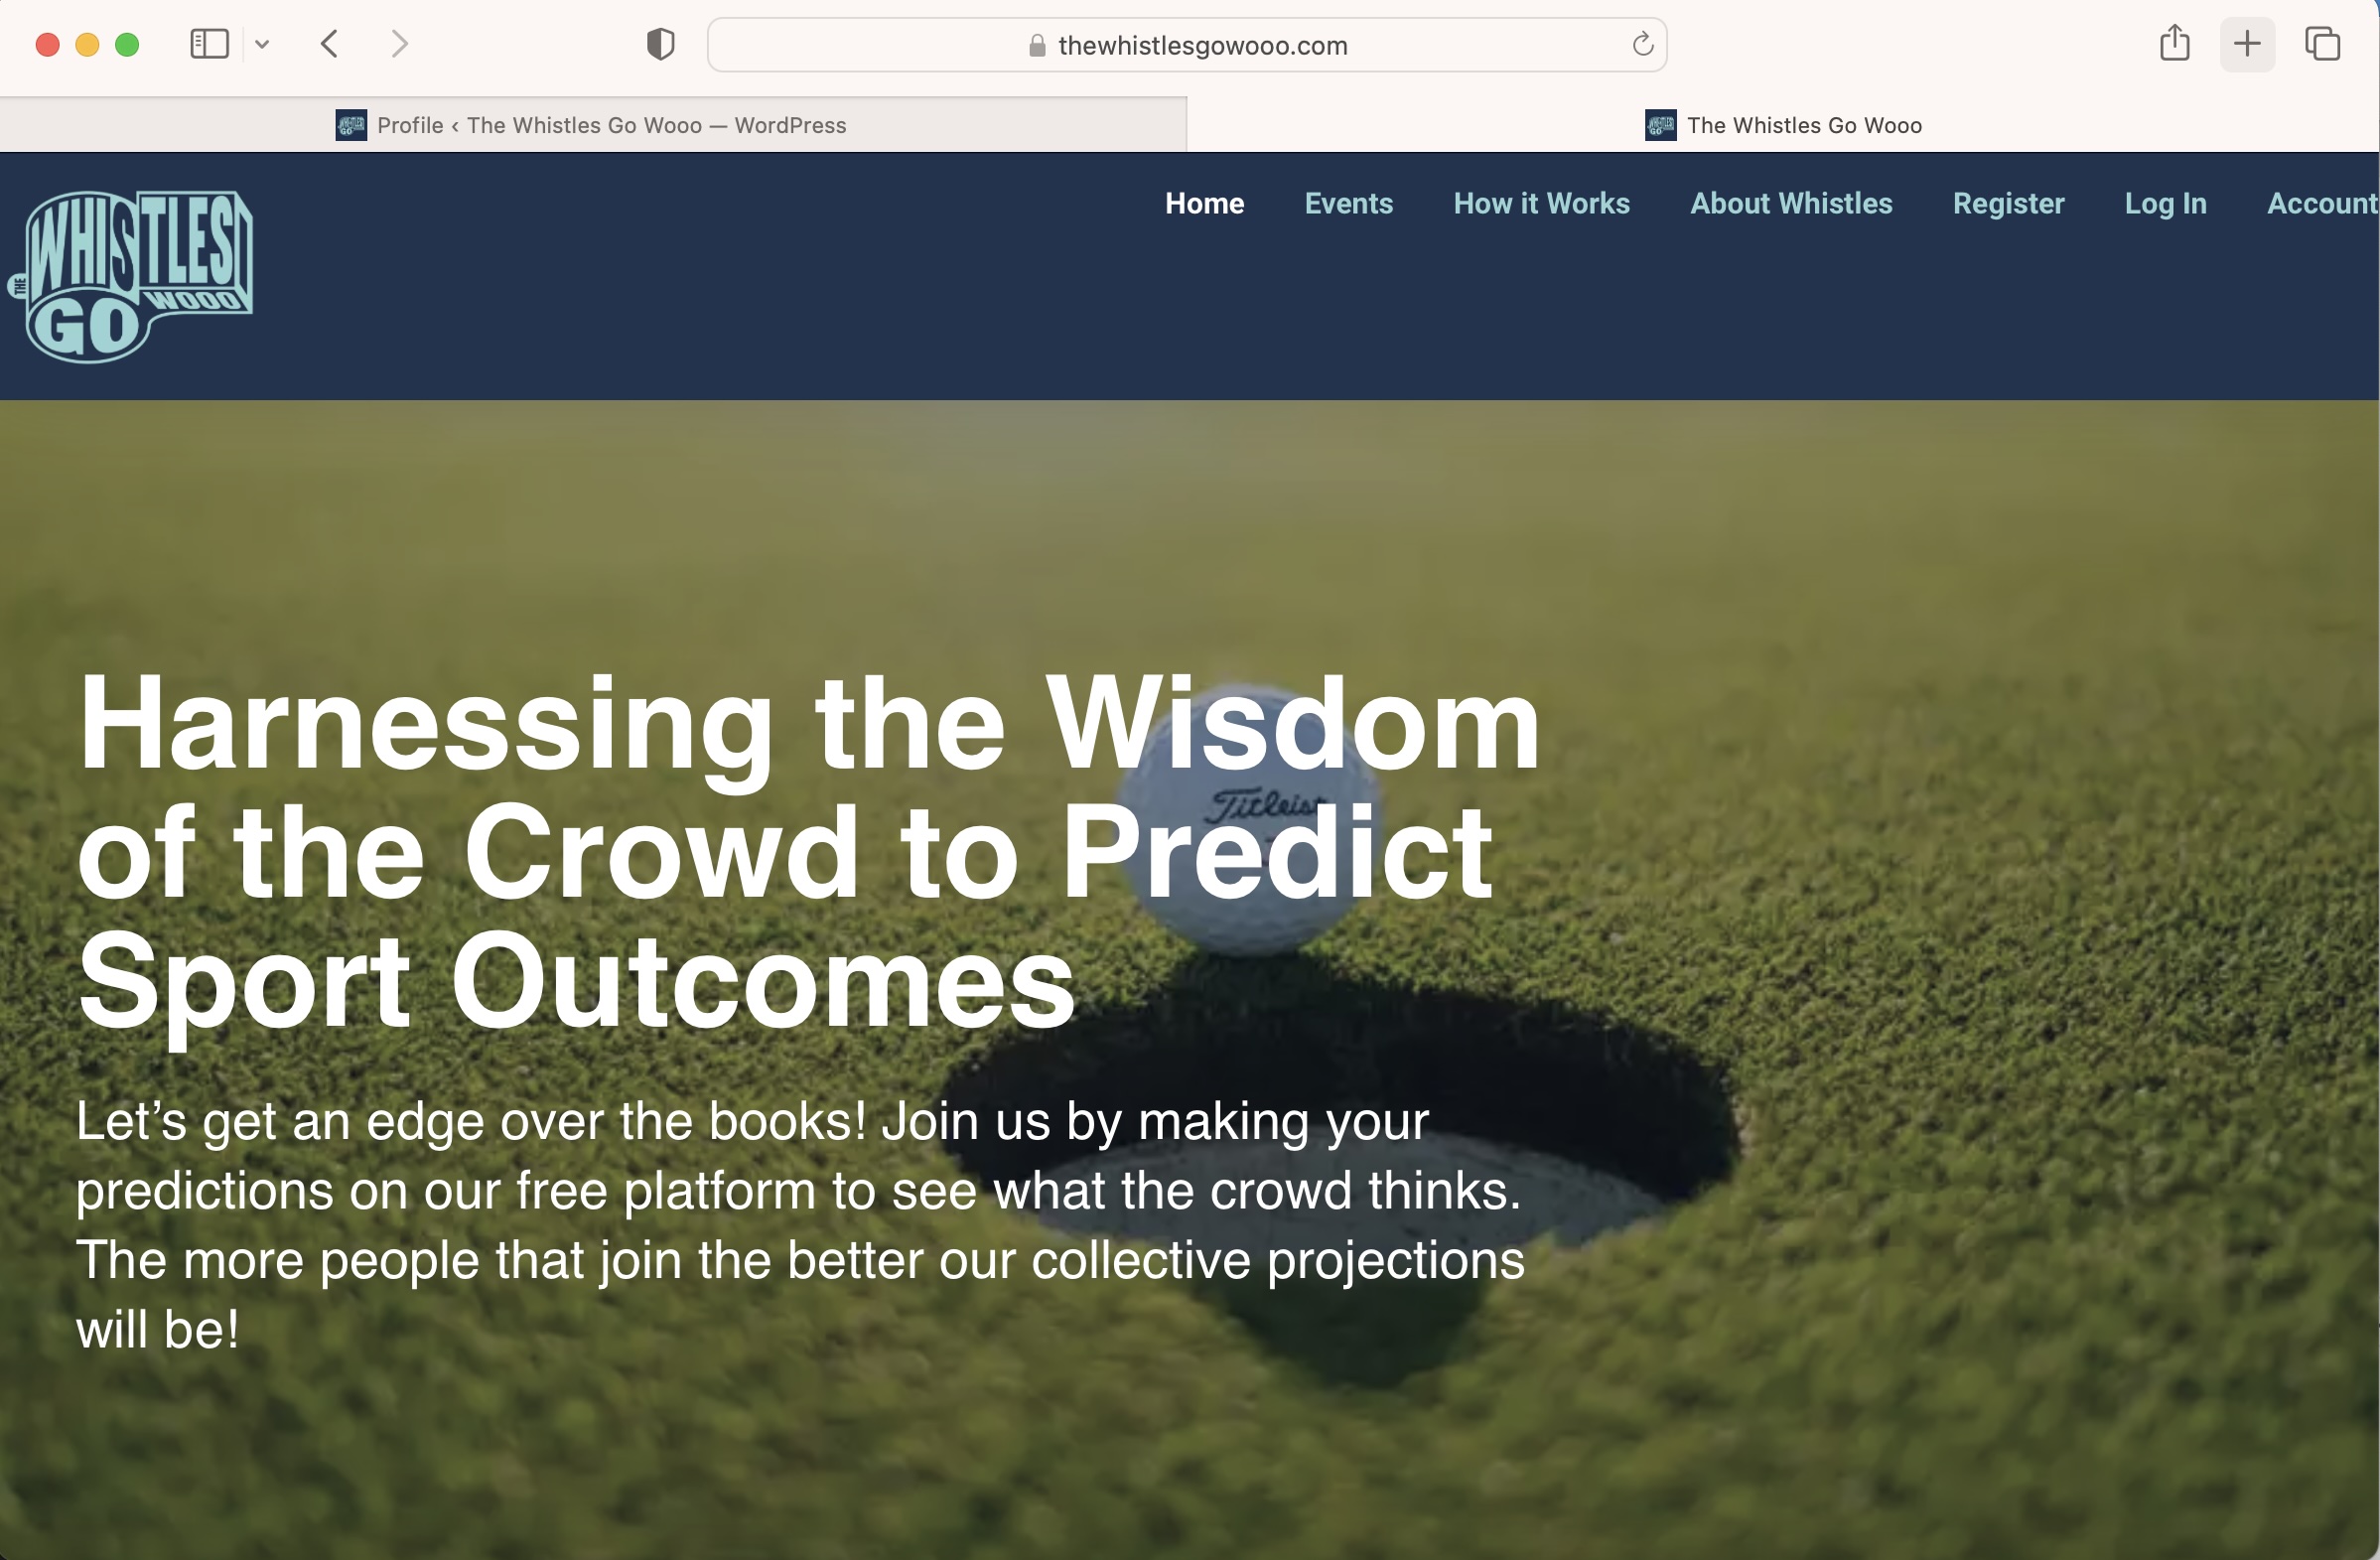 thewhistlesgowooo.com
Profile ‹ The Whistles Go Wooo — WordPress
The Whistles Go Wooo
THE WHISTLES GO WOOO
Home Events How it Works About Whistles Register Log In Account
Harnessing the Wisdom
of the Crowd to Predict
Sport Outcomes
Titleist
Let’s get an edge over the books! Join us by making your
predictions on our free platform to see what the crowd thinks.
The more people that join the better our collective projections
will be!